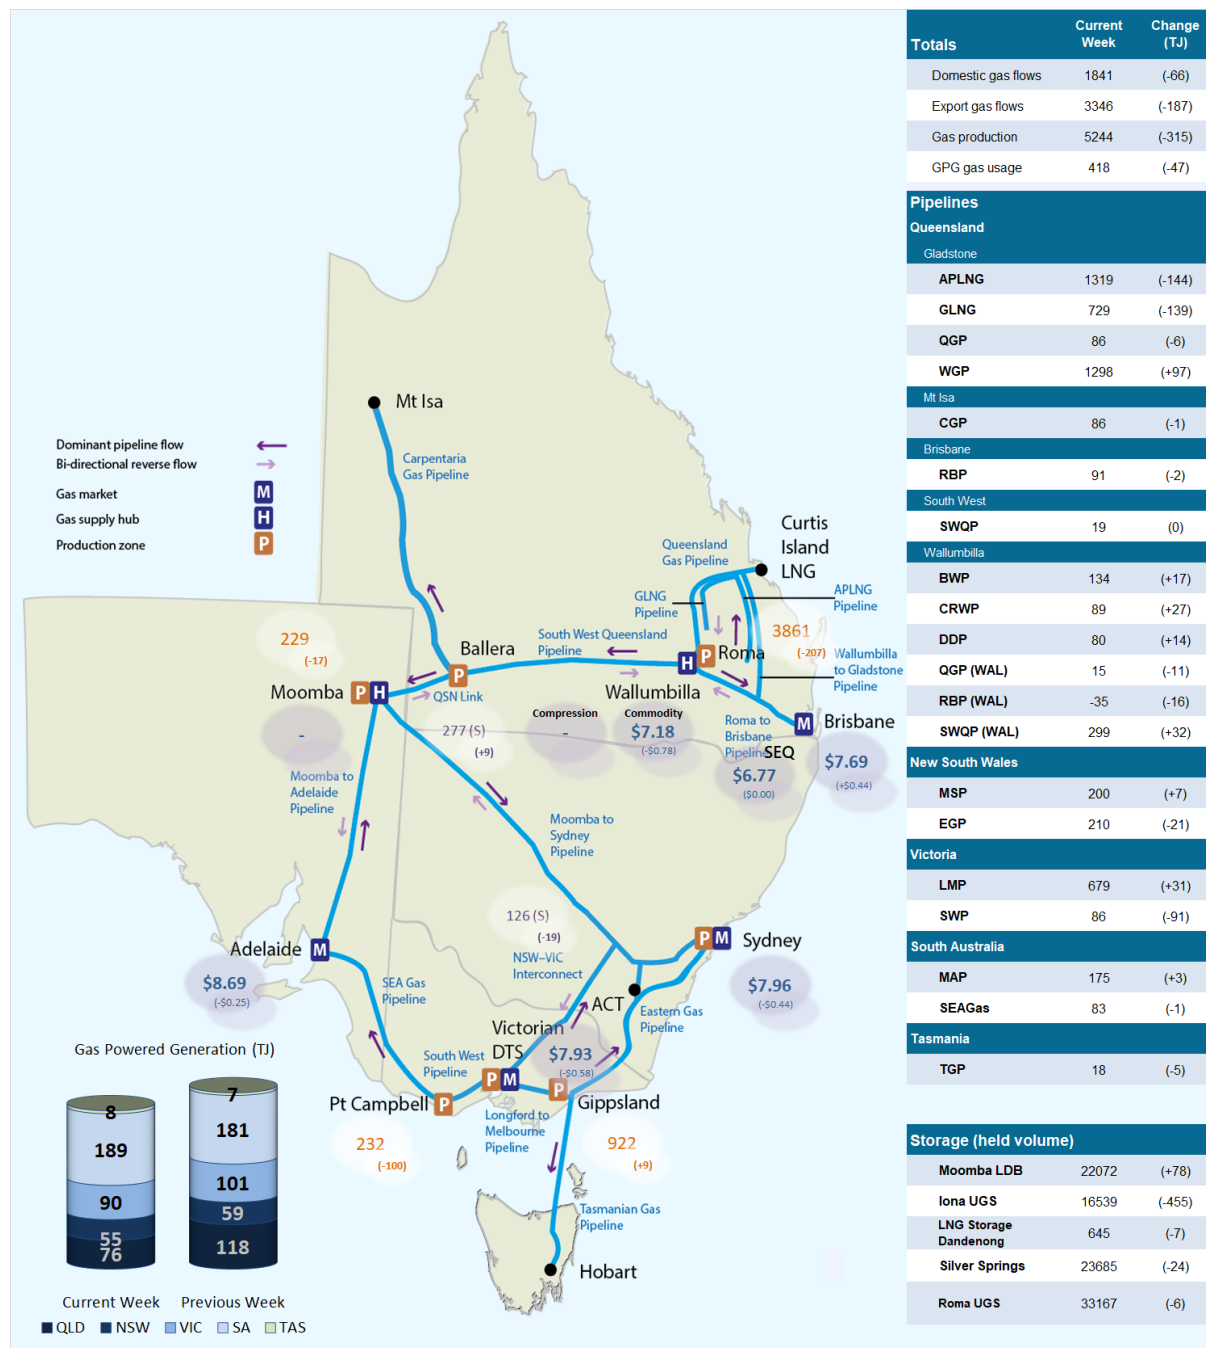 Totals Current Week Change (TJ)
Domestic gas flows 1841 (-66)
Export gas flows 3346 (-187)
Gas production 5244 (-315)
GPG gas usage 418 (-47)
Pipelines
Queensland
Gladstone
APLNG 1319 (-144)
GLNG 729 (-139)
QGP 86 (-6)
WGP 1298 (+97)
Mt Isa
CGP 86 (-1)
Brisbane
RBP 91 (-2)
South West
SWQP 19 (0)
Wallumbilla
BWP 134 (+17)
CRWP 89 (+27)
DDP 80 (+14)
QGP (WAL) 15 (-11)
RBP (WAL) -35 (-16)
SWQP (WAL) 299 (+32)
New South Wales
MSP 200 (+7)
EGP 210 (-21)
Victoria
LMP 679 (+31)
SWP 86 (-91)
South Australia
MAP 175 (+3)
SEAGas 83 (-1)
Tasmania
TGP 18 (-5)
Storage (held volume)
Moomba LDB 22072 (+78)
Iona UGS 16539 (-455)
LNG Storage
Dandenong 645 (-7)
Silver Springs 23685 (-24)
Roma UGS 33167 (-6)
Mt Isa
Carpentaria
Gas Pipeline
Dominant pipeline flow
Bi-directional reverse flow
Gas market M
Gas supply hub H
Production zone P
Curtis
Island
LNG
Queensland
Gas Pipeline
GLNG
Pipeline
APLNG
Pipeline
3861
(-207)
Wallumbilla
to Gladstone
Pipeline
229
(-17)
Ballera
P
South West Queensland
Pipeline
H P Roma
Wallumbilla
Moomba P H
QSN Link
-
277 (S)
(+9)
Compression
-
Commodity
$7.18
(-$0.78)
Roma to
Brisbane
Pipeline
SEQ
$6.77
($0.00)
M Brisbane
$7.69
(+$0.44)
Moomba to
Adelaide
Pipeline
Moomba to
Sydney
Pipeline
126 (S)
(-19)
NSW–VIC
Interconnect
Adelaide M
$8.69
(-$0.25)
SEA Gas
Pipeline
P M Sydney
$7.96
(-$0.44)
ACT
Eastern Gas
Pipeline
Victorian
DTS
P M
$7.93
(-$0.58)
South West
Pipeline
Pt Campbell P
232
(-100)
Longford to
Melbourne
Pipeline
P
Gippsland
922
(+9)
Tasmanian Gas
Pipeline
Hobart
Gas Powered Generation (TJ)
8 7
189 181
90 101
55 59
76 118
Current Week Previous Week
QLD NSW VIC SA TAS